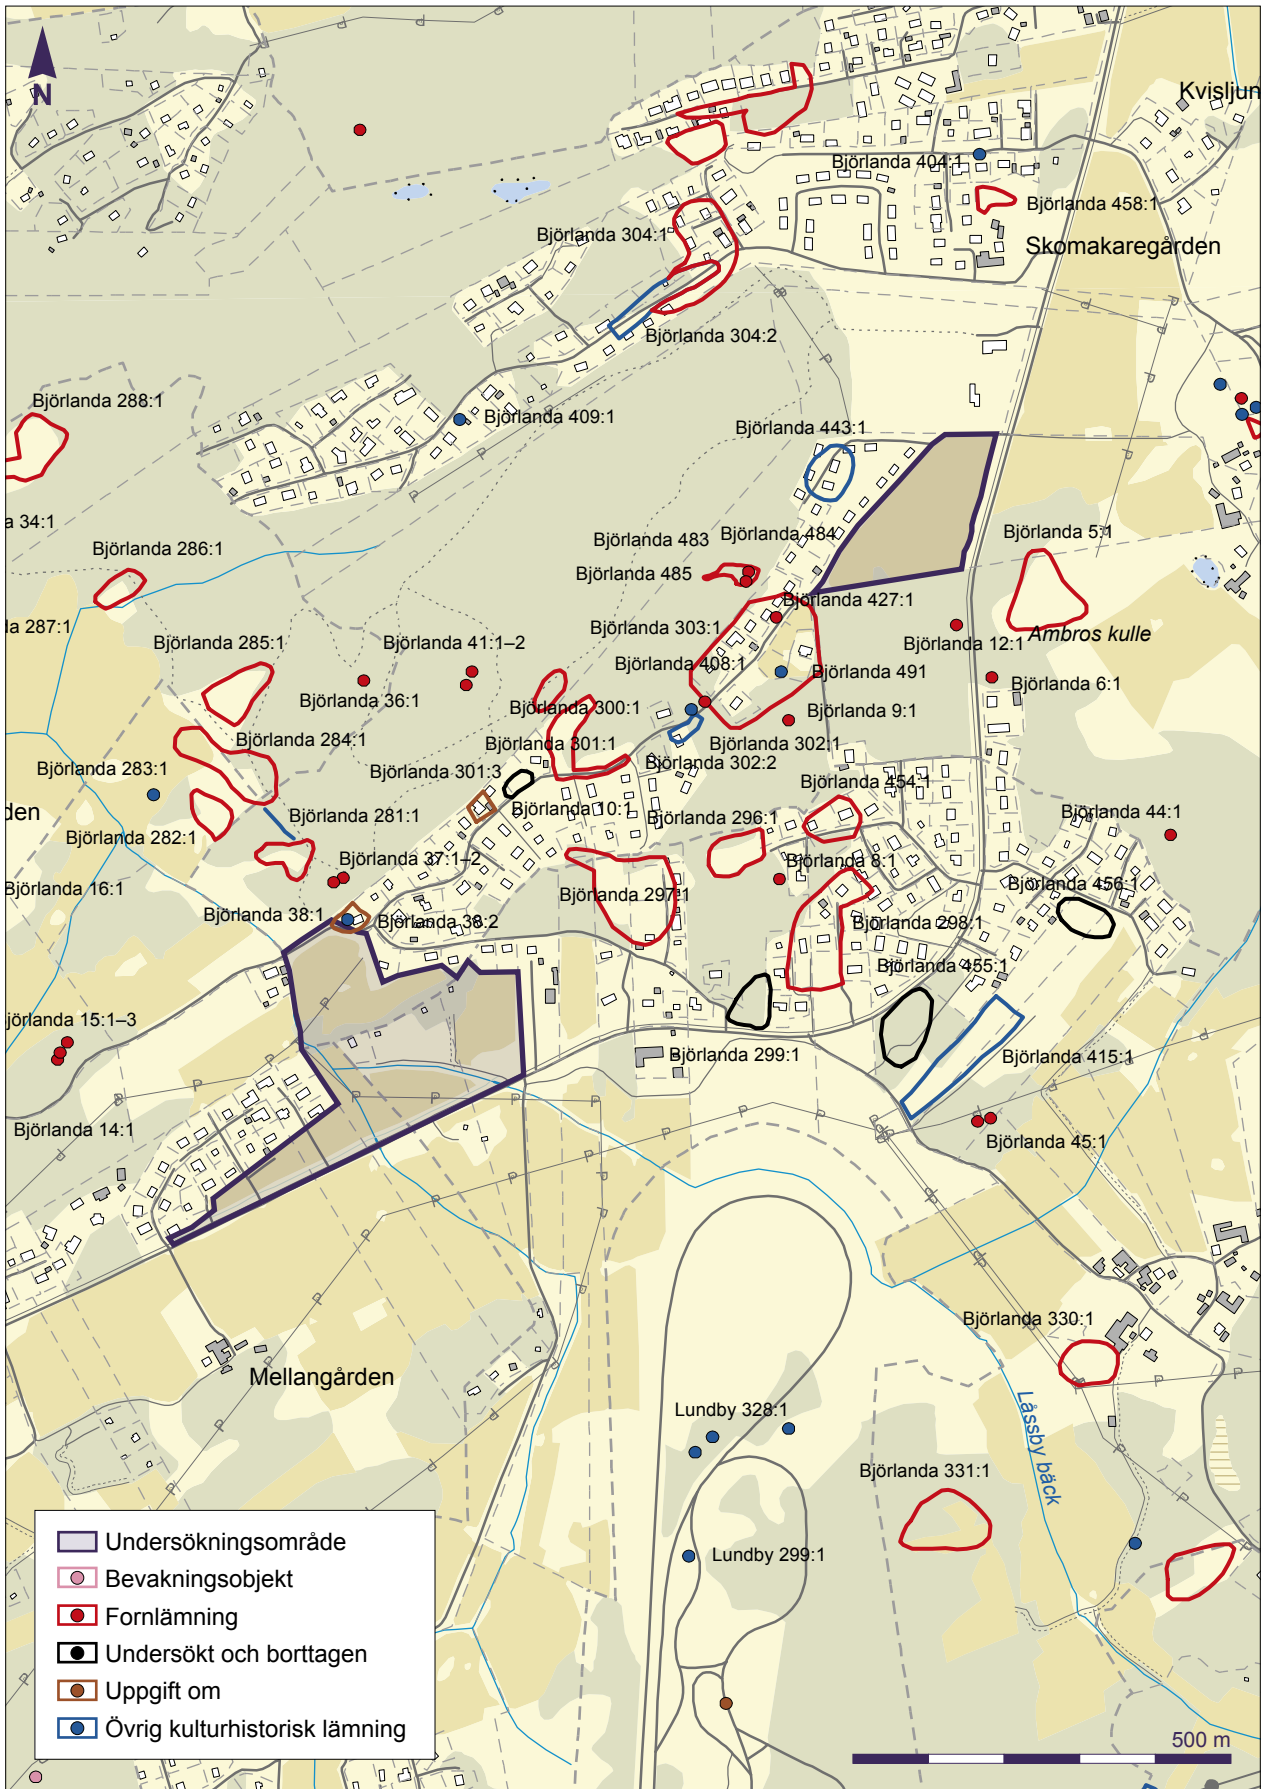 N
Kvisljun
Björlanda 404:1
Björlanda 458:1
Björlanda 304:1
Skomakaregården
Björlanda 304:2
Björlanda 288:1
Björlanda 409:1
Björlanda 443:1
a 34:1
Björlanda 286:1
Björlanda 483
Björlanda 484
Björlanda 5:1
Björlanda 485
Björlanda 427:1
la 287:1
Björlanda 285:1
Björlanda 41:1–2
Björlanda 303:1
Björlanda 12:1
Ambros kulle
Björlanda 408:1
Björlanda 491
Björlanda 6:1
Björlanda 36:1
Björlanda 300:1
Björlanda 9:1
Björlanda 284:1
Björlanda 301:1
Björlanda 302:1
Björlanda 283:1
Björlanda 301:3
Björlanda 302:2
Björlanda 454:1
den
Björlanda 281:1
Björlanda 10:1
Björlanda 296:1
Björlanda 44:1
Björlanda 282:1
Björlanda 37:1–2
Björlanda 8:1
Björlanda 16:1
Björlanda 297:1
Björlanda 456:1
Björlanda 38:1
Björlanda 38:2
Björlanda 298:1
Björlanda 455:1
jörlanda 15:1–3
Björlanda 299:1
Björlanda 415:1
Björlanda 14:1
Björlanda 45:1
Björlanda 330:1
Mellangården
Låssby bäck
Lundby 328:1
Björlanda 331:1
Lundby 299:1
Undersökningsområde
Bevakningsobjekt
Fornlämning
Undersökt och borttagen
Uppgift om
Övrig kulturhistorisk lämning
500 m